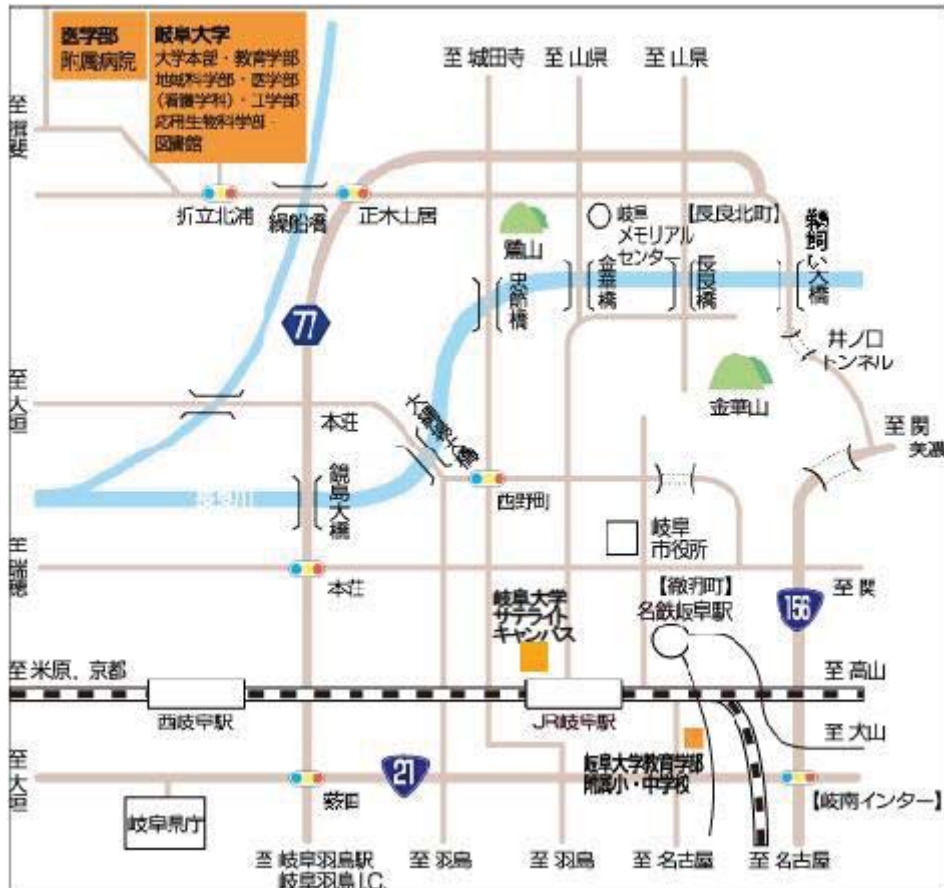 医学部
附属病院
岐阜大学
大学本部・教育学部
地域科学部・医学部
(看護学科)・工学部
応用生物科学部・
図書館
至 城田寺
至 山県
至 山県
至 揖斐
折立北浦
繰船橋
正木土居
鷺山
岐阜
メモリアル
センター
【長良北町】
鵜飼い大橋
忠節橋
金華橋
長良橋
77
井ノ口
トンネル
金華山
至 大垣
本荘
大縄場大橋
至 関
美濃
長良川
鏡島大橋
西野町
岐阜
市役所
至 瑞穂
本荘
岐阜大学
サテライト
キャンパス
【徹明町】
名鉄岐阜駅
156
至 関
至 米原、京都
至 高山
西岐阜駅
JR岐阜駅
至 犬山
至 大垣
21
薮田
岐阜大学教育学部
附属小・中学校
【岐南インター】
岐阜県庁
至 岐阜羽島駅
岐阜羽島I.C.
至 羽島
至 羽島
至 名古屋
至 名古屋